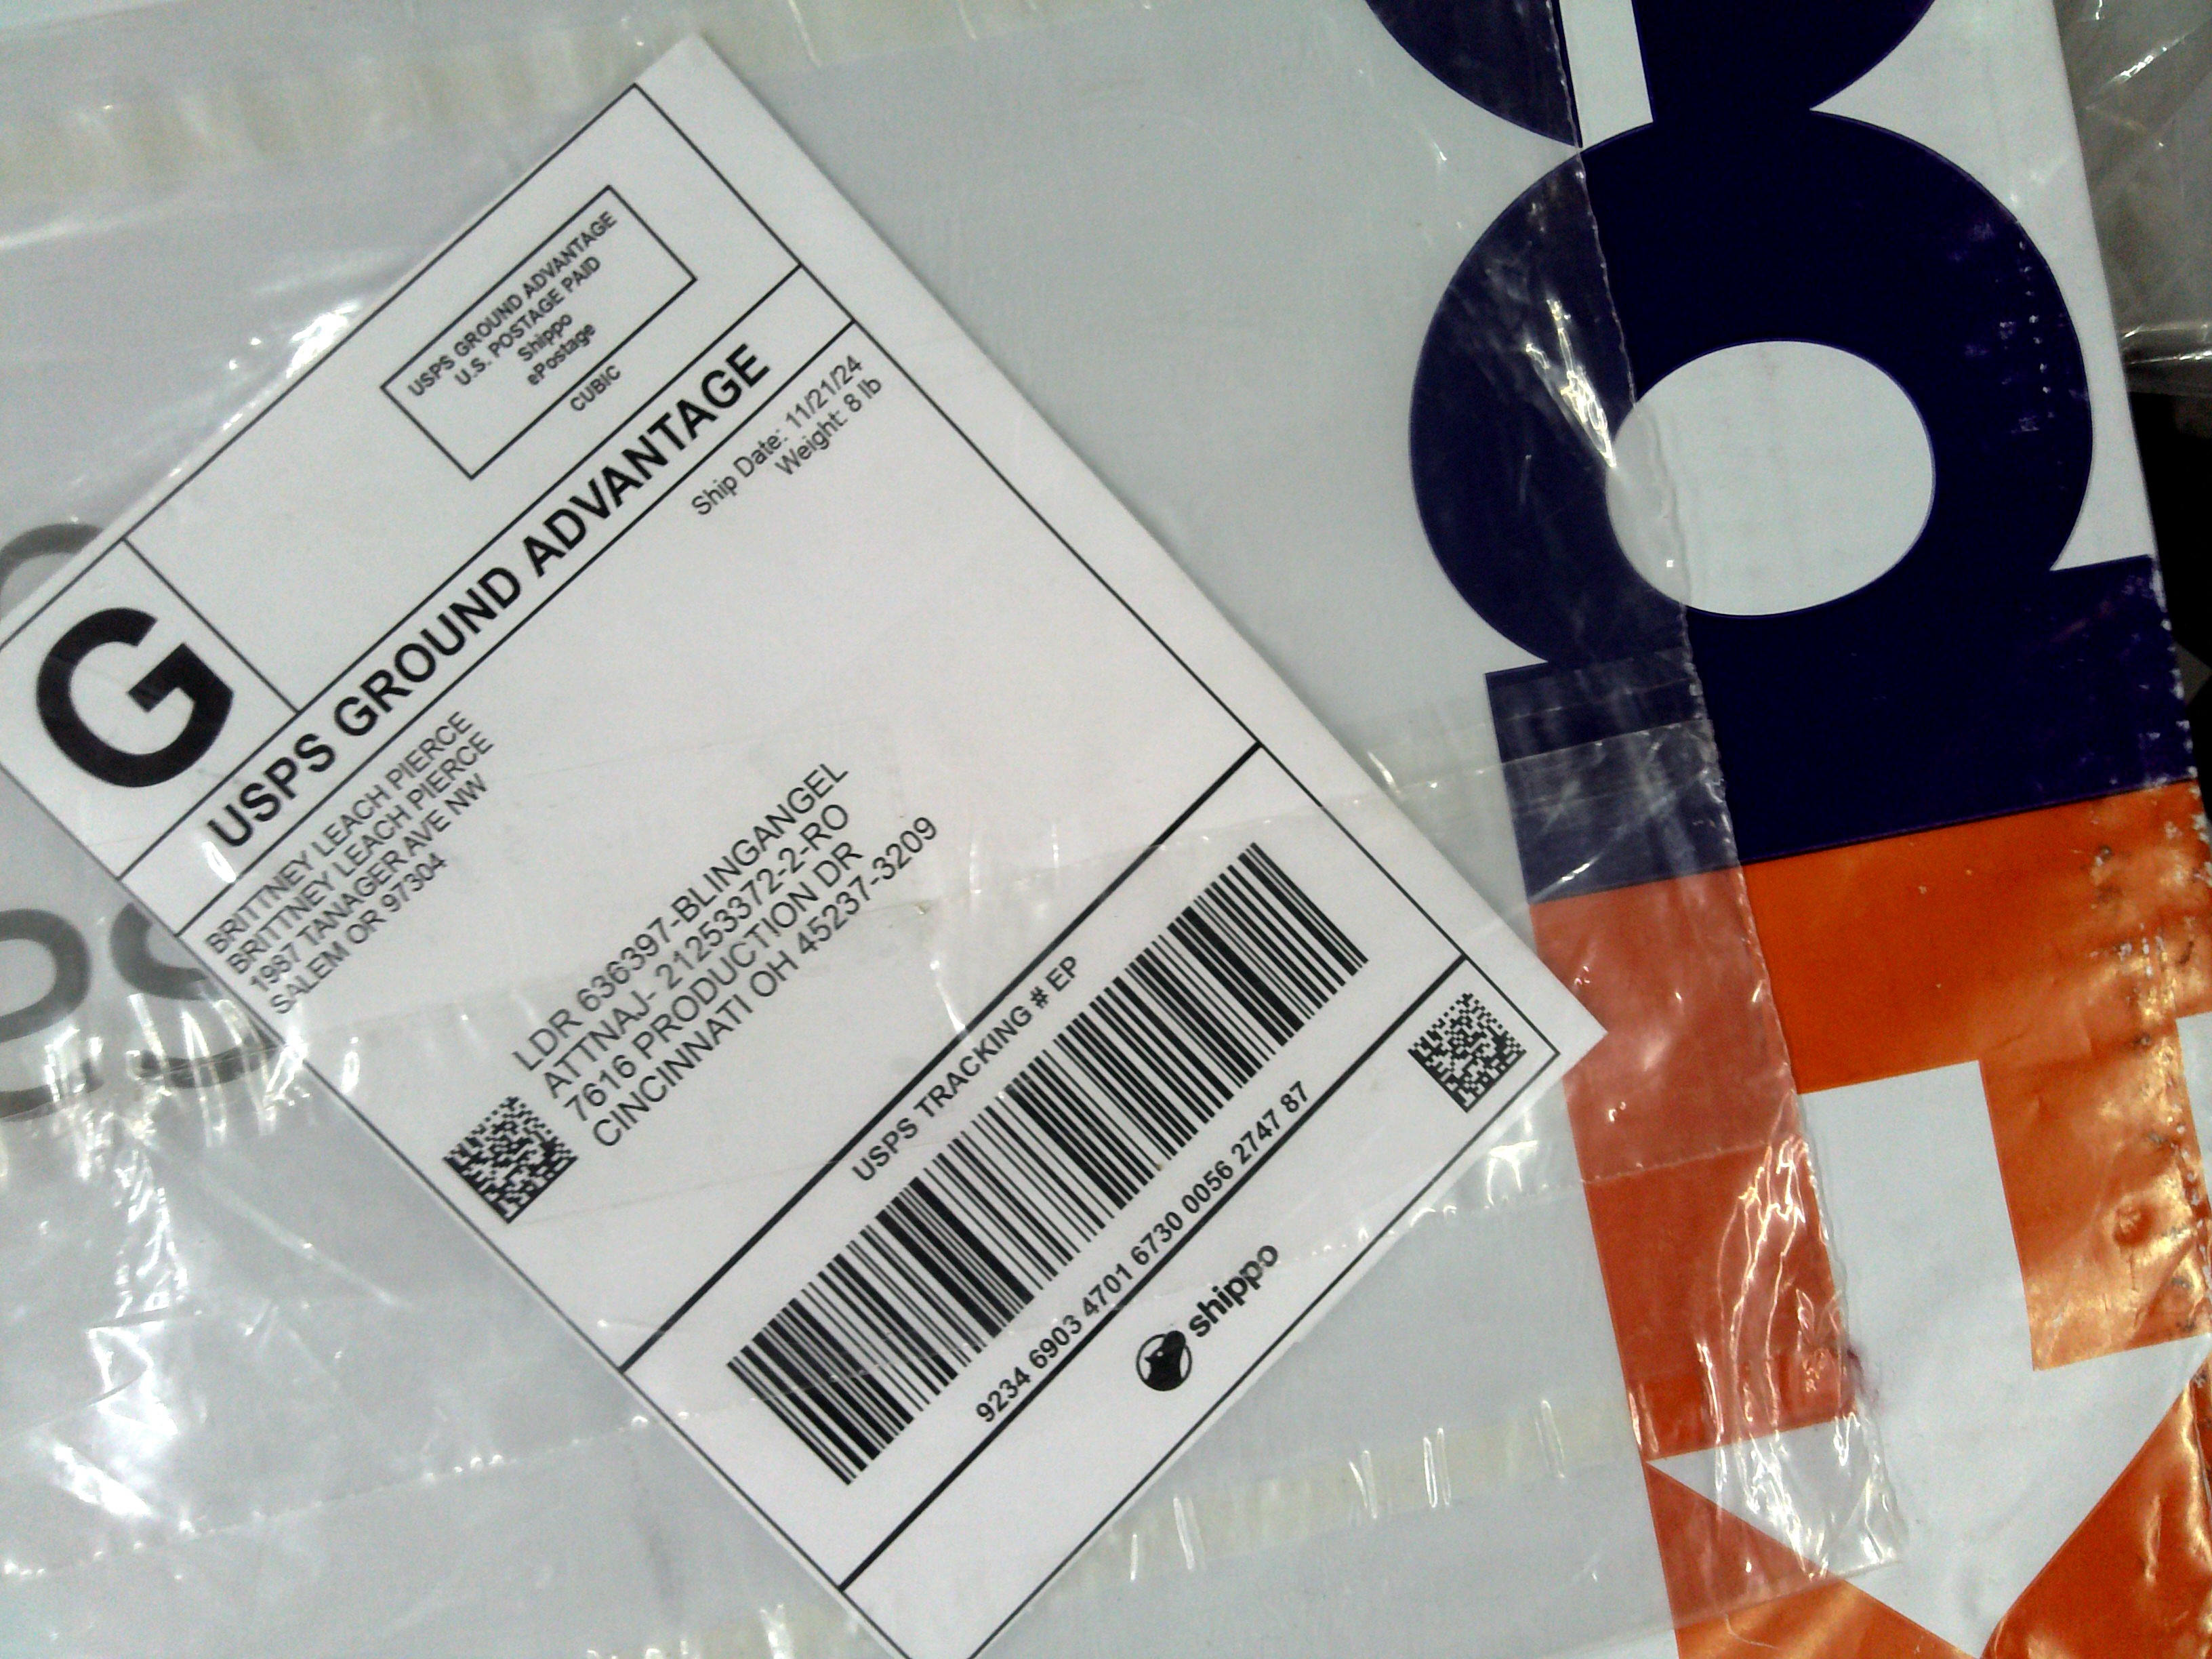 USPS GROUND ADVANTAGE
U.S. POSTAGE PAID
Shippo
ePostage
CUBIC
G
USPS GROUND ADVANTAGE
Ship Date: 11/21/24
Weight: 8 lb
BRITTNEY LEACH PIERCE
BRITTNEY LEACH PIERCE
1987 TANAGER AVE NW
SALEM OR 97304
LDR 636397-BLINGANGEL
ATTNAJ- 21253372-2-RO
7616 PRODUCTION DR
CINCINNATI OH 45237-3209
USPS TRACKING # EP
9234 6903 4701 6730 0056 2747 87
shippo